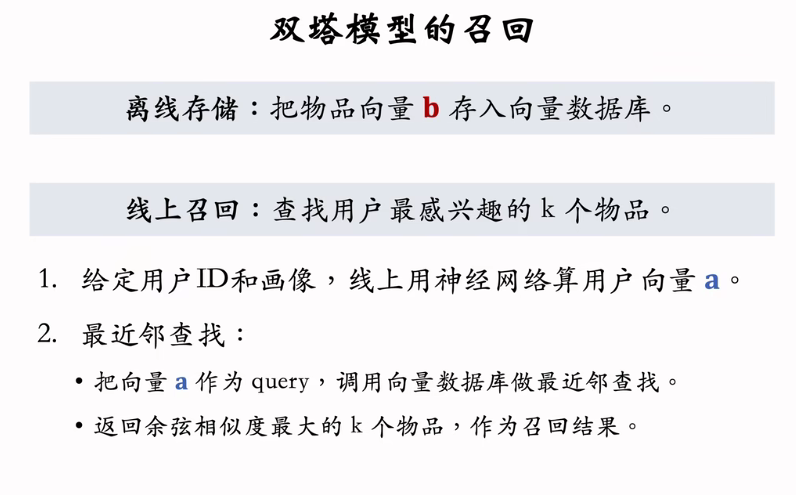 双塔模型的召回
离线存储：把物品向量 b 存入向量数据库。
线上召回：查找用户最感兴趣的 k 个物品。
1. 给定用户ID和画像，线上用神经网络算用户向量 a。
2. 最近邻查找：
• 把向量 a 作为 query，调用向量数据库做最近邻查找。
• 返回余弦相似度最大的 k 个物品，作为召回结果。